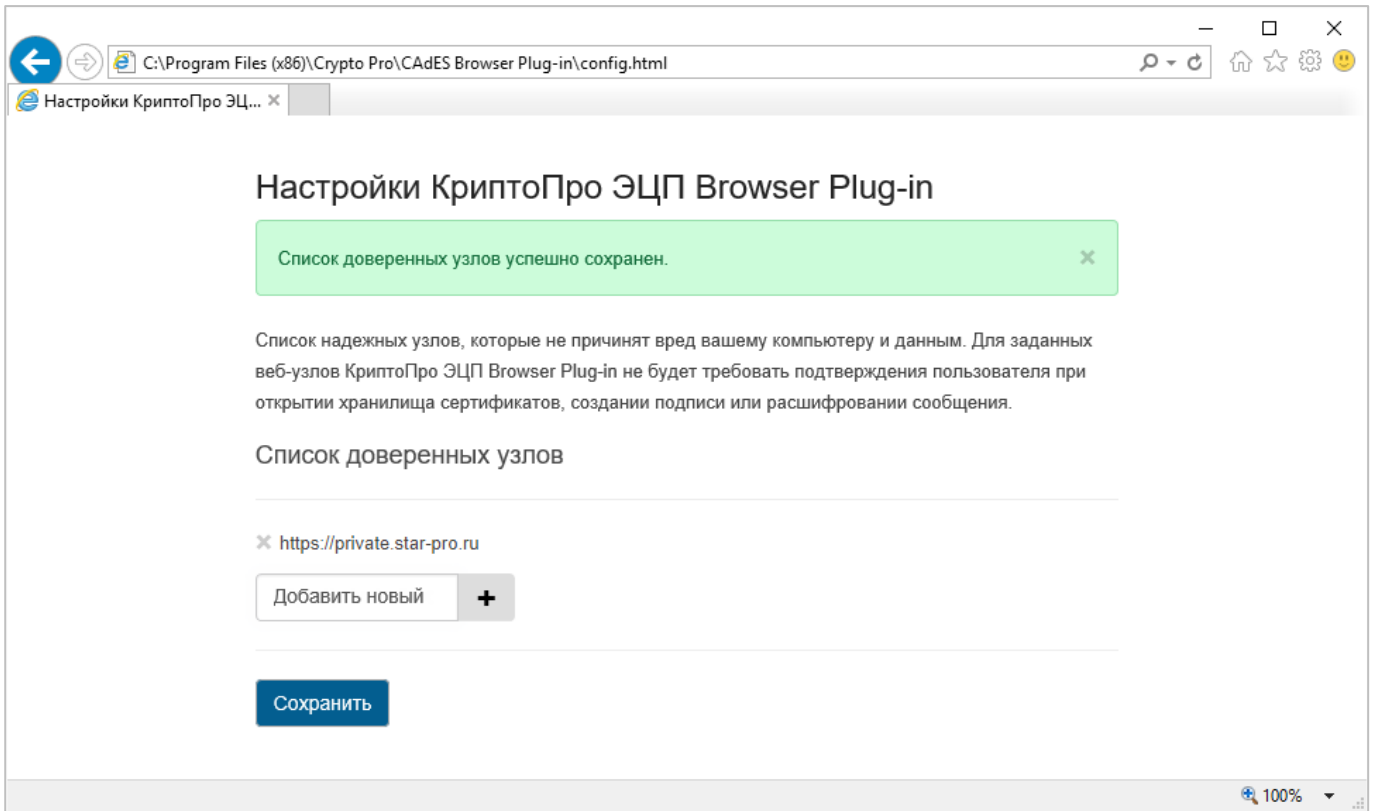 C:\Program Files (x86)\Crypto Pro\CAdES Browser Plug-in\config.html
Настройки КриптоПро ЭЦ...
Настройки КриптоПро ЭЦП Browser Plug-in
Список доверенных узлов успешно сохранен.
Список надежных узлов, которые не причинят вред вашему компьютеру и данным. Для заданных
веб-узлов КриптоПро ЭЦП Browser Plug-in не будет требовать подтверждения пользователя при
открытии хранилища сертификатов, создании подписи или расшифровании сообщения.
Список доверенных узлов
https://private.star-pro.ru
Добавить новый
Сохранить
100%